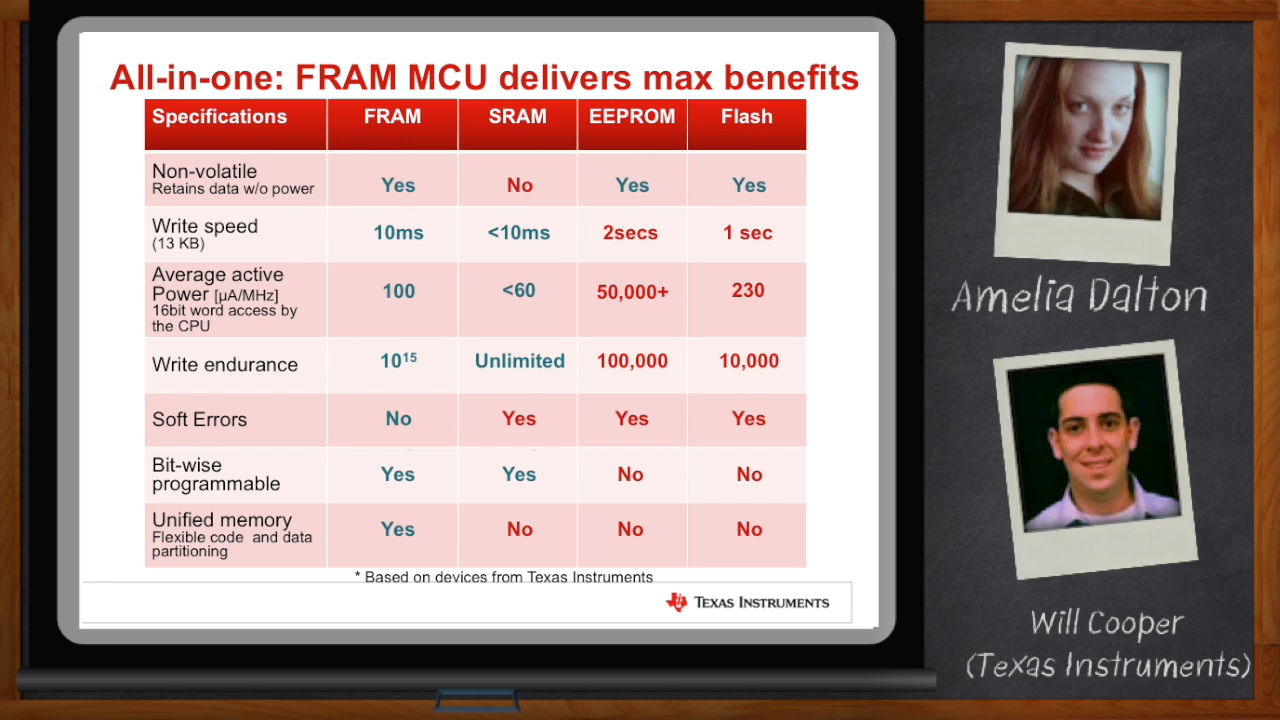 All-in-one: FRAM MCU delivers max benefits
Specifications FRAM SRAM EEPROM Flash
Non-volatile
Retains data w/o power Yes No Yes Yes
Write speed
(13 KB) 10ms <10ms 2secs 1 sec
Average active
Power [µA/MHz]
16bit word access by
the CPU 100 <60 50,000+ 230
Write endurance 10¹⁵ Unlimited 100,000 10,000
Soft Errors No Yes Yes Yes
Bit-wise
programmable Yes Yes No No
Unified memory
Flexible code and data
partitioning Yes No No No
* Based on devices from Texas Instruments
TEXAS INSTRUMENTS
Amelia Dalton
Will Cooper
(Texas Instruments)